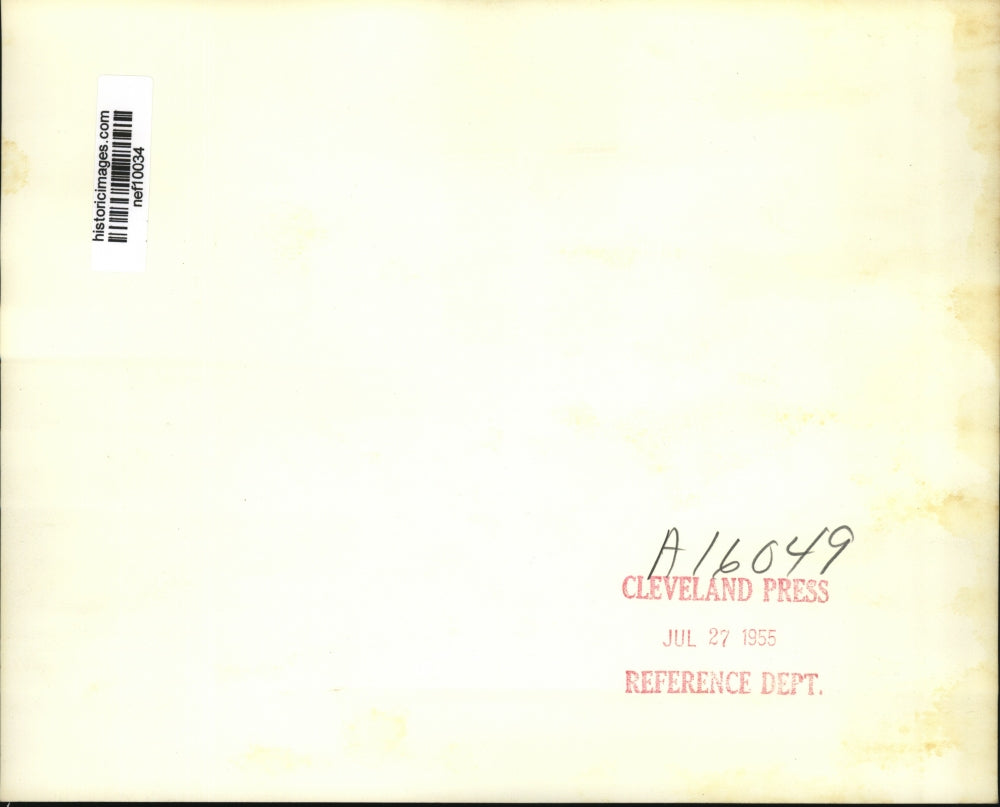 historicimages.com
nef10034
A16049
CLEVELAND PRESS
JUL 27 1955
REFERENCE DEPT.